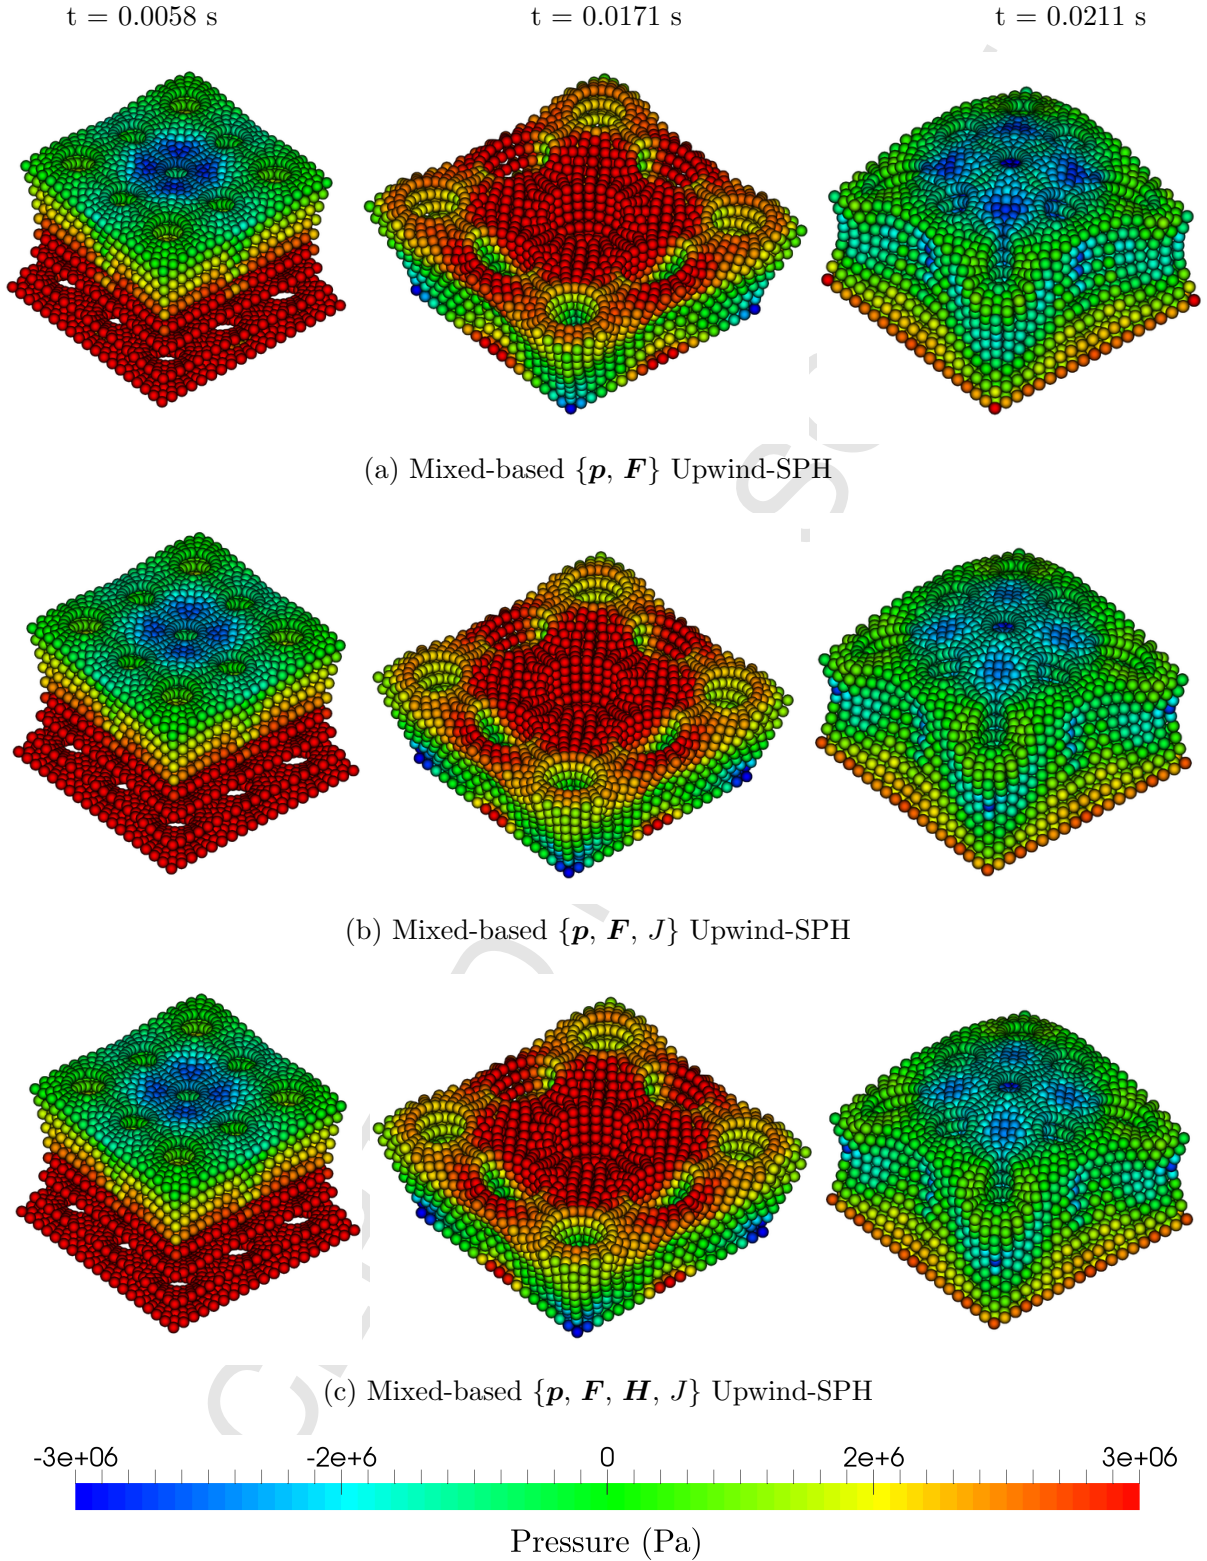 t = 0.0058 s t = 0.0171 s t = 0.0211 s
(a) Mixed-based {p, F} Upwind-SPH
(b) Mixed-based {p, F, J} Upwind-SPH
(c) Mixed-based {p, F, H, J} Upwind-SPH
-3e+06 -2e+6 0 2e+6 3e+06
Pressure (Pa)